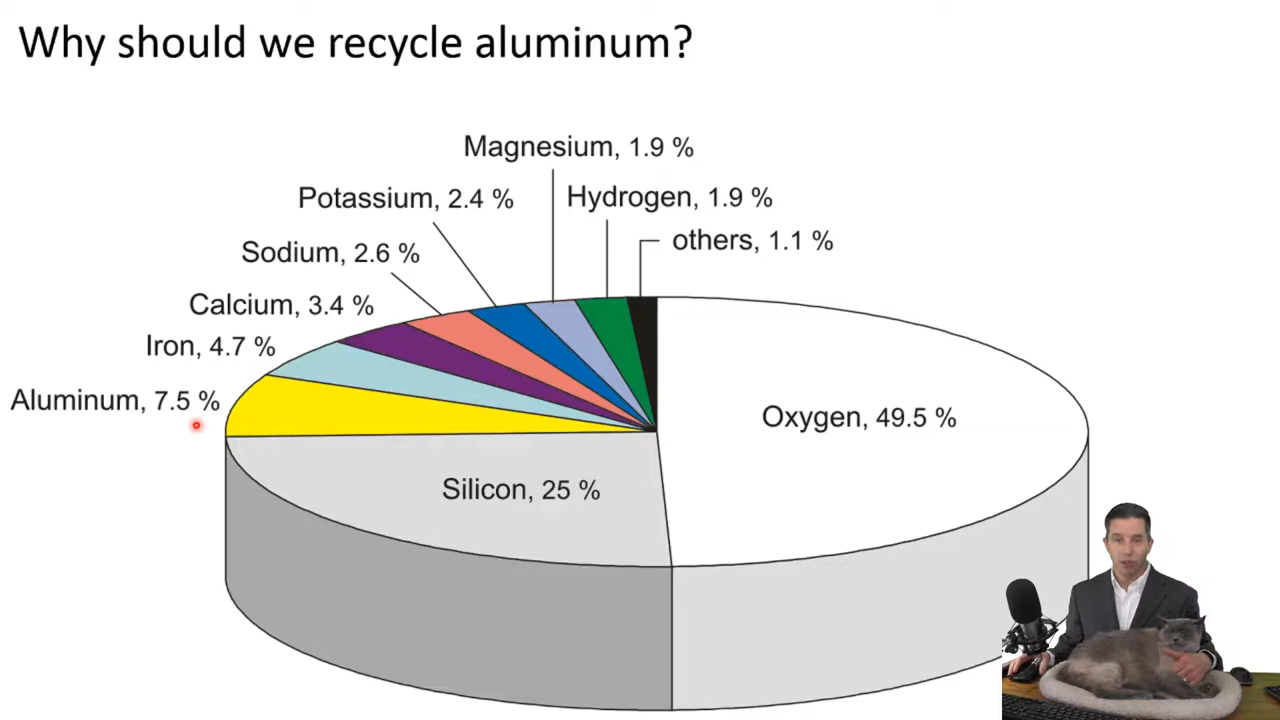 Why should we recycle aluminum?
Magnesium, 1.9 %
Potassium, 2.4 %
Hydrogen, 1.9 %
others, 1.1 %
Sodium, 2.6 %
Calcium, 3.4 %
Iron, 4.7 %
Aluminum, 7.5 %
Oxygen, 49.5 %
Silicon, 25 %